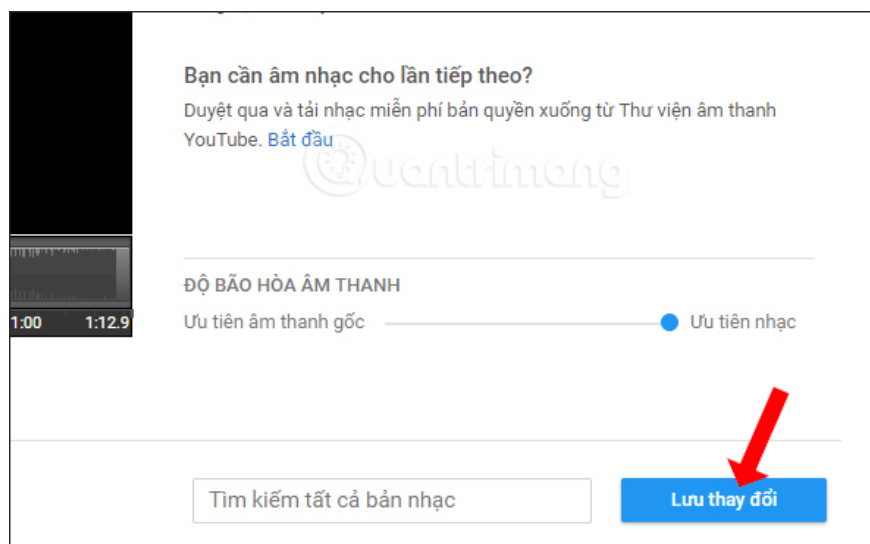 Bạn cần âm nhạc cho lần tiếp theo?
Duyệt qua và tải nhạc miễn phí bản quyền xuống từ Thư viện âm thanh
YouTube. Bắt đầu
Quantrimang
ĐỘ BÃO HÒA ÂM THANH
Ưu tiên âm thanh gốc Ưu tiên nhạc
1:00 1:12.9
Tìm kiếm tất cả bản nhạc
Lưu thay đổi